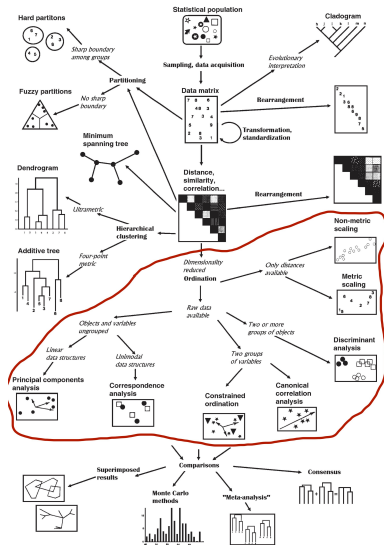 Statistical population
Hard partitons
Cladogram
Sharp boundary
among groups
Sampling, data acquisition
Evolutionary
interpretation
Partitioning
Data matrix
Fuzzy partitions
No sharp
boundary
Rearrangement
Minimum
spanning tree
Transformation,
standardization
Dendrogram
Distance,
similarity,
correlation...
Rearrangement
Ultrametric
Hierarchical
clustering
Non-metric
scaling
Additive tree
Four-point
metric
Dimensionality
reduced
Ordination
Only distances
available
Metric
scaling
Raw data
available
Objects and variables
ungrouped
Two or more
groups of objects
Linear
data structures
Unimodal
data structures
Two groups
of variables
Discriminant
analysis
Principal components
analysis
Correspondence
analysis
Constrained
ordination
Canonical
correlation
analysis
Superimposed
results
Comparisons
Consensus
Monte Carlo
methods
"Meta-analysis"